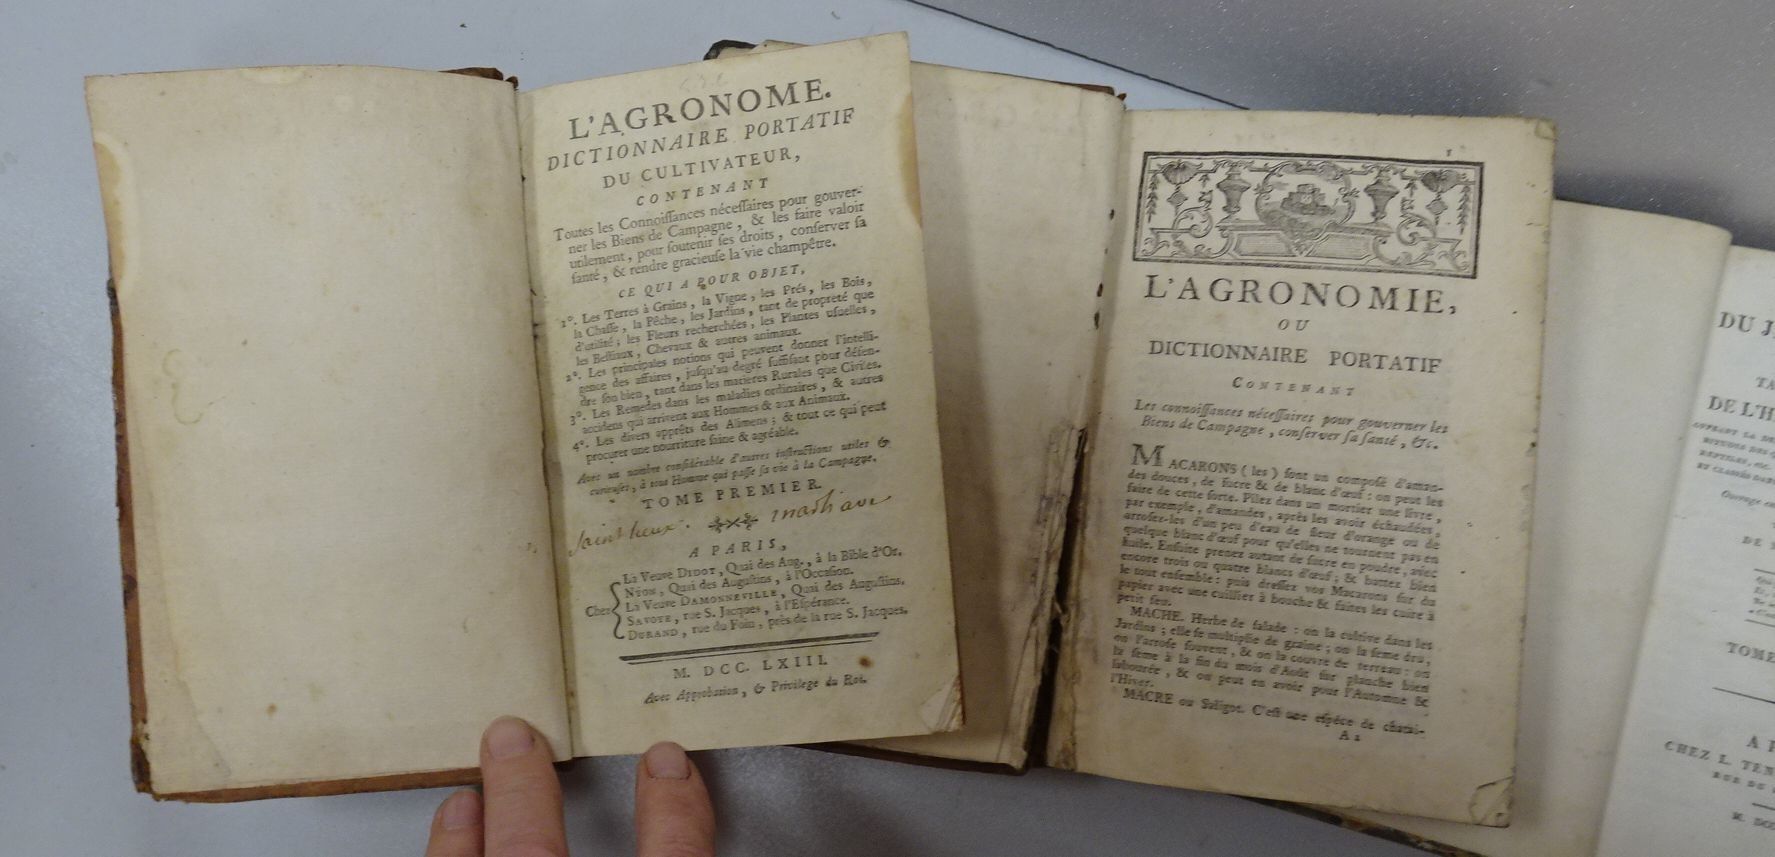 L'AGRONOME.
DICTIONNAIRE PORTATIF
DU CULTIVATEUR,
CONTENANT
Toutes les Connoiſſances néceſſaires pour gouver-
ner les Biens de Campagne, & les faire valoir
utilement, pour ſoutenir ſes droits, conſerver ſa
ſanté, & rendre gracieuſe la vie champêtre.
CE QUI A POUR OBJET,
1°. Les Terres à Grains, la Vigne, les Prés, les Bois,
la Chaſſe, la Pêche, les Jardins, tant de propreté que
d'utilité; les Fleurs recherchées, les Plantes uſuelles,
les Beſtiaux, Chevaux & autres animaux.
2°. Les principales notions qui peuvent donner l'intelli-
gence des affaires, juſqu'au degré ſuffiſant pour défen-
dre ſon bien, tant dans les matieres Rurales que Civiles.
3°. Les Remedes dans les maladies ordinaires, & autres
accidens qui arrivent aux Hommes & aux Animaux.
4°. Les divers apprêts des Alimens; & tout ce qui peut
procurer une nourriture ſaine & agréable.
Avec un nombre conſidérable d'autres inſtructions utiles &
curieuſes, à tout Homme qui paſſe ſa vie à la Campagne.
TOME PREMIER.
A PARIS,
Chez
La Veuve DIDOT, Quai des Aug., à la Bible d'Or.
NYON, Quai des Auguſtins, à l'Occaſion.
La Veuve DAMONNEVILLE, Quai des Auguſtins.
SAVOYE, rue S. Jacques, à l'Eſpérance.
DURAND, rue du Foin, près de la rue S. Jacques.
M. DCC. LXIII.
Avec Approbation, & Privilege du Roi.
1
L'AGRONOMIE,
OU
DICTIONNAIRE PORTATIF
CONTENANT
Les connoiſſances néceſſaires pour gouverner les
Biens de Campagne, conſerver ſa ſanté, &c.
MACARONS (les) ſont un compoſé d'aman-
des douces, de ſucre & de blanc d'œuf: on peut les
faire de cette ſorte. Pilez dans un mortier une livre,
par exemple, d'amandes, après les avoir échaudées,
arroſez-les d'un peu d'eau de fleur d'orange ou de
quelque blanc d'œuf pour qu'elles ne tournent pas en
huile. Enſuite prenez autant de ſucre en poudre, avec
encore trois ou quatre blancs d'œuf; & battez bien
le tout enſemble: puis dreſſez vos Macarons ſur du
papier avec une cuillier à bouche & faites les cuire à
petit feu.
MACHE. Herbe de ſalade: on la cultive dans les
Jardins; elle ſe multiplie de graine; on la ſeme dru,
on l'arroſe ſouvent, & on la couvre de terreau: on
la ſeme à la fin du mois d'Août ſur planche bien
labourée, & on peut en avoir pour l'Automne &
l'Hiver.
MACRE ou Saligot. C'eſt une eſpèce de chatai-
A 2
DU J
TA
DE L'H
REPTILES, etc.
ET CLASSÉS DANS
Ouvrage
TOME
A P
CHEZ L. TEN
RUE DU